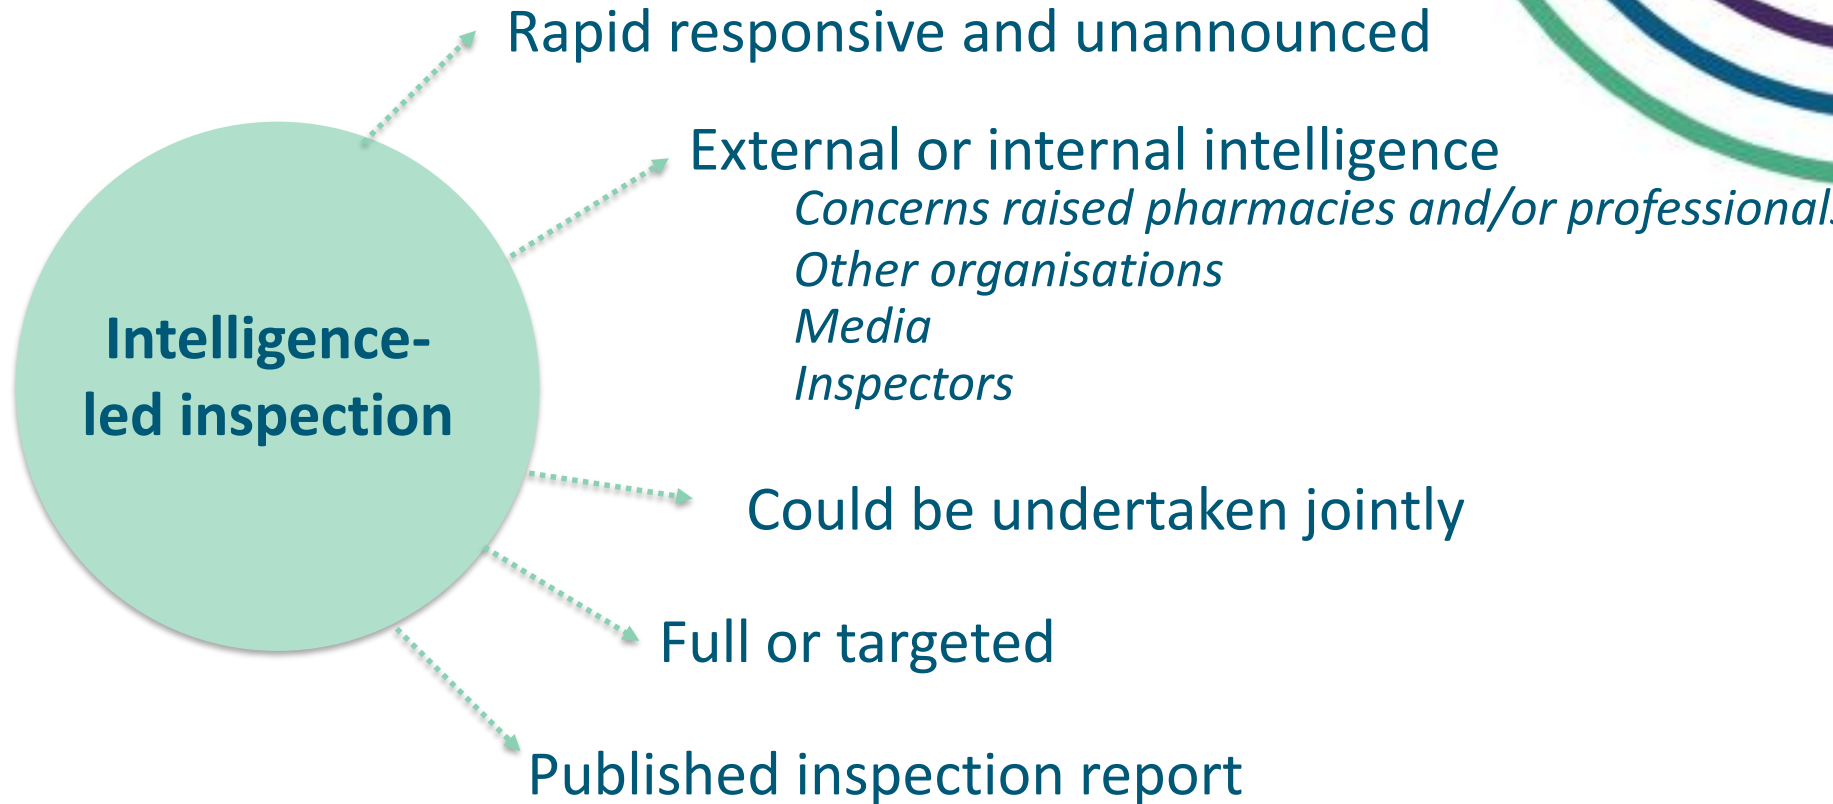 Rapid responsive and unannounced
External or internal intelligence
Concerns raised pharmacies and/or professionals
Other organisations
Media
Inspectors
Intelligence-
led inspection
Could be undertaken jointly
Full or targeted
Published inspection report